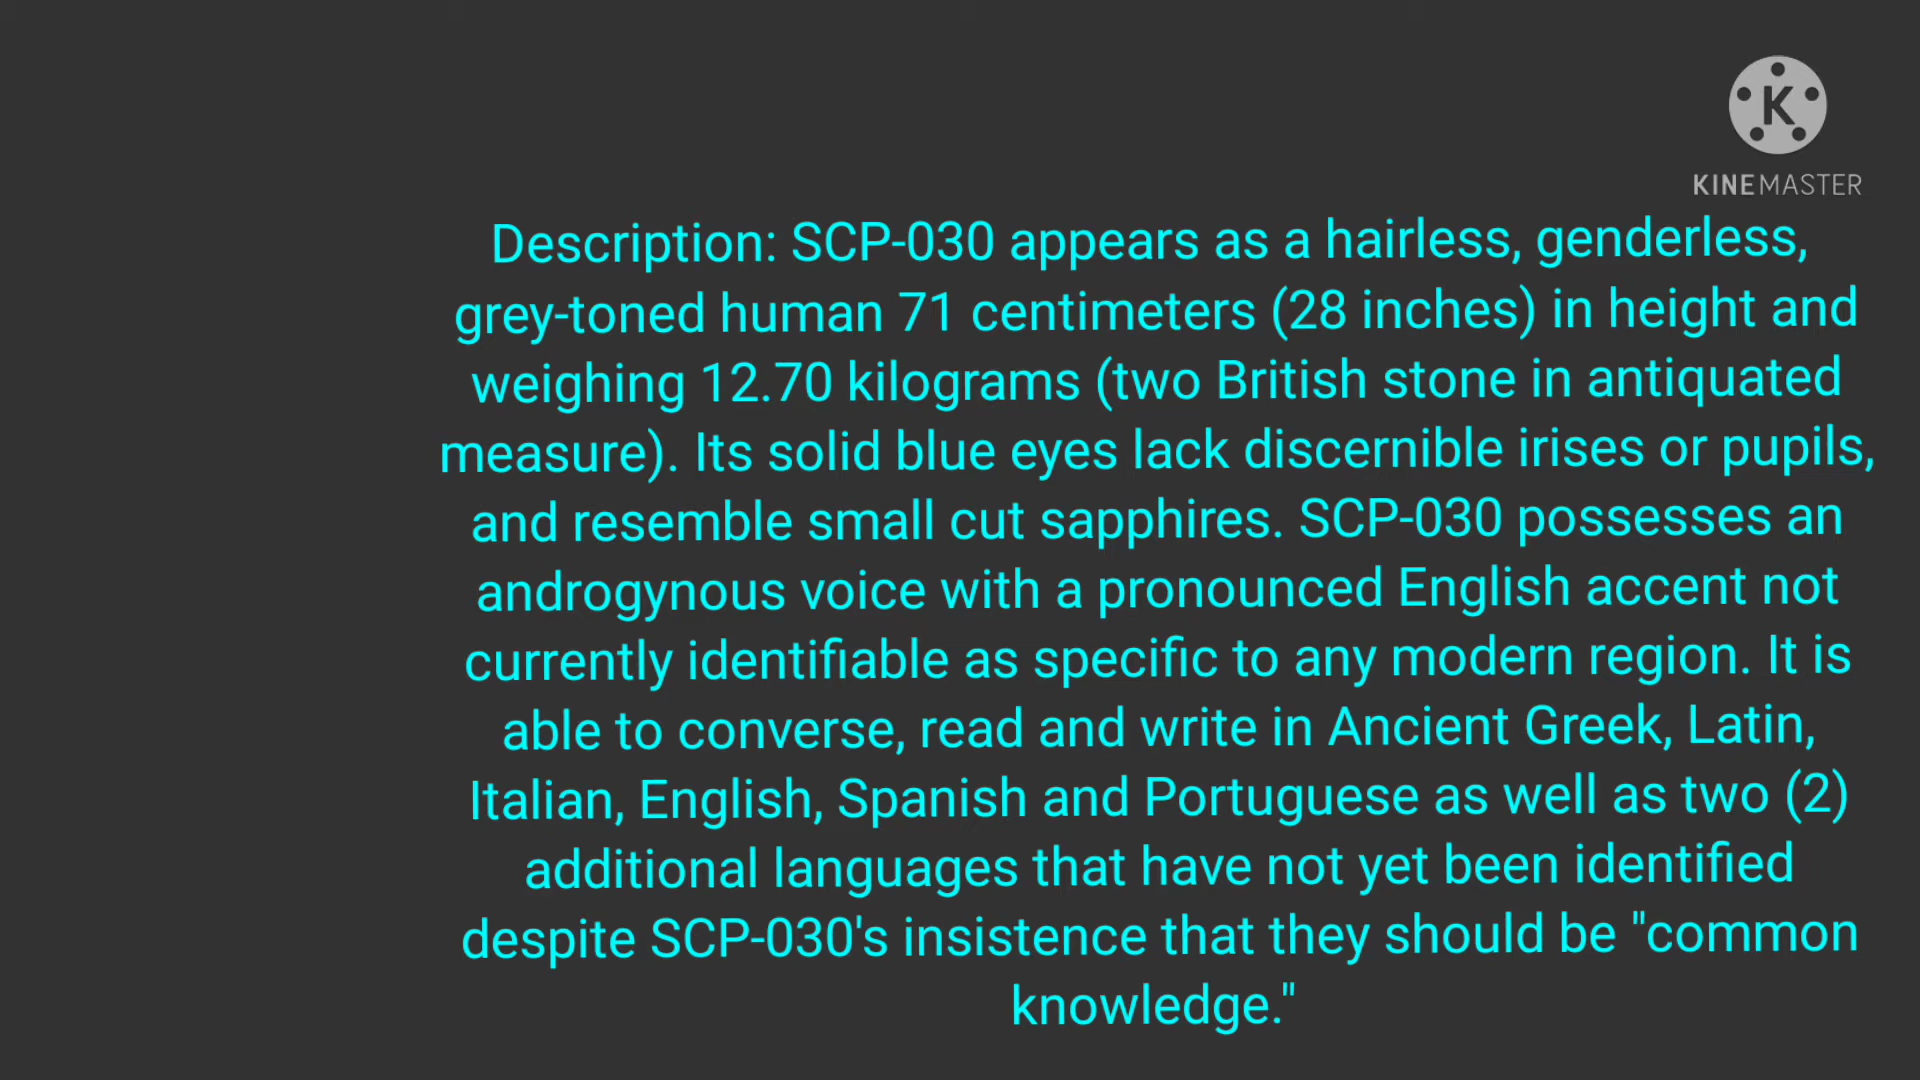 K
KINEMASTER
Description: SCP-030 appears as a hairless, genderless,
grey-toned human 71 centimeters (28 inches) in height and
weighing 12.70 kilograms (two British stone in antiquated
measure). Its solid blue eyes lack discernible irises or pupils,
and resemble small cut sapphires. SCP-030 possesses an
androgynous voice with a pronounced English accent not
currently identifiable as specific to any modern region. It is
able to converse, read and write in Ancient Greek, Latin,
Italian, English, Spanish and Portuguese as well as two (2)
additional languages that have not yet been identified
despite SCP-030's insistence that they should be "common
knowledge."